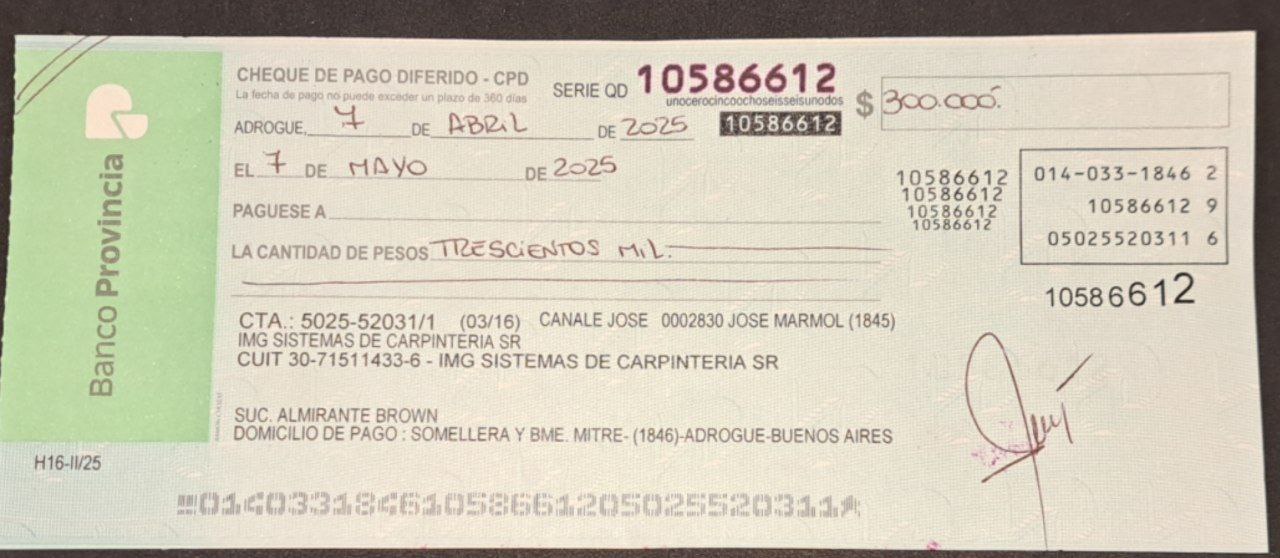 Banco Provincia
CHEQUE DE PAGO DIFERIDO - CPD
La fecha de pago no puede exceder un plazo de 360 días
SERIE QD 10586612
unocerocincoochoseisseisunodos
10586612
$ 300.000.
ADROGUE, 7 DE ABRIL DE 2025
EL 7 DE MAYO DE 2025
PAGUESE A
LA CANTIDAD DE PESOS TRESCIENTOS MIL.
10586612
10586612
10586612
10586612
014-033-1846 2
10586612 9
05025520311 6
10586612
CTA.: 5025-52031/1 (03/16) CANALE JOSE 0002830 JOSE MARMOL (1845)
IMG SISTEMAS DE CARPINTERIA SR
CUIT 30-71511433-6 - IMG SISTEMAS DE CARPINTERIA SR
SUC. ALMIRANTE BROWN
DOMICILIO DE PAGO : SOMELLERA Y BME. MITRE- (1846)-ADROGUE-BUENOS AIRES
H16-II/25
01403318461058661205025520311